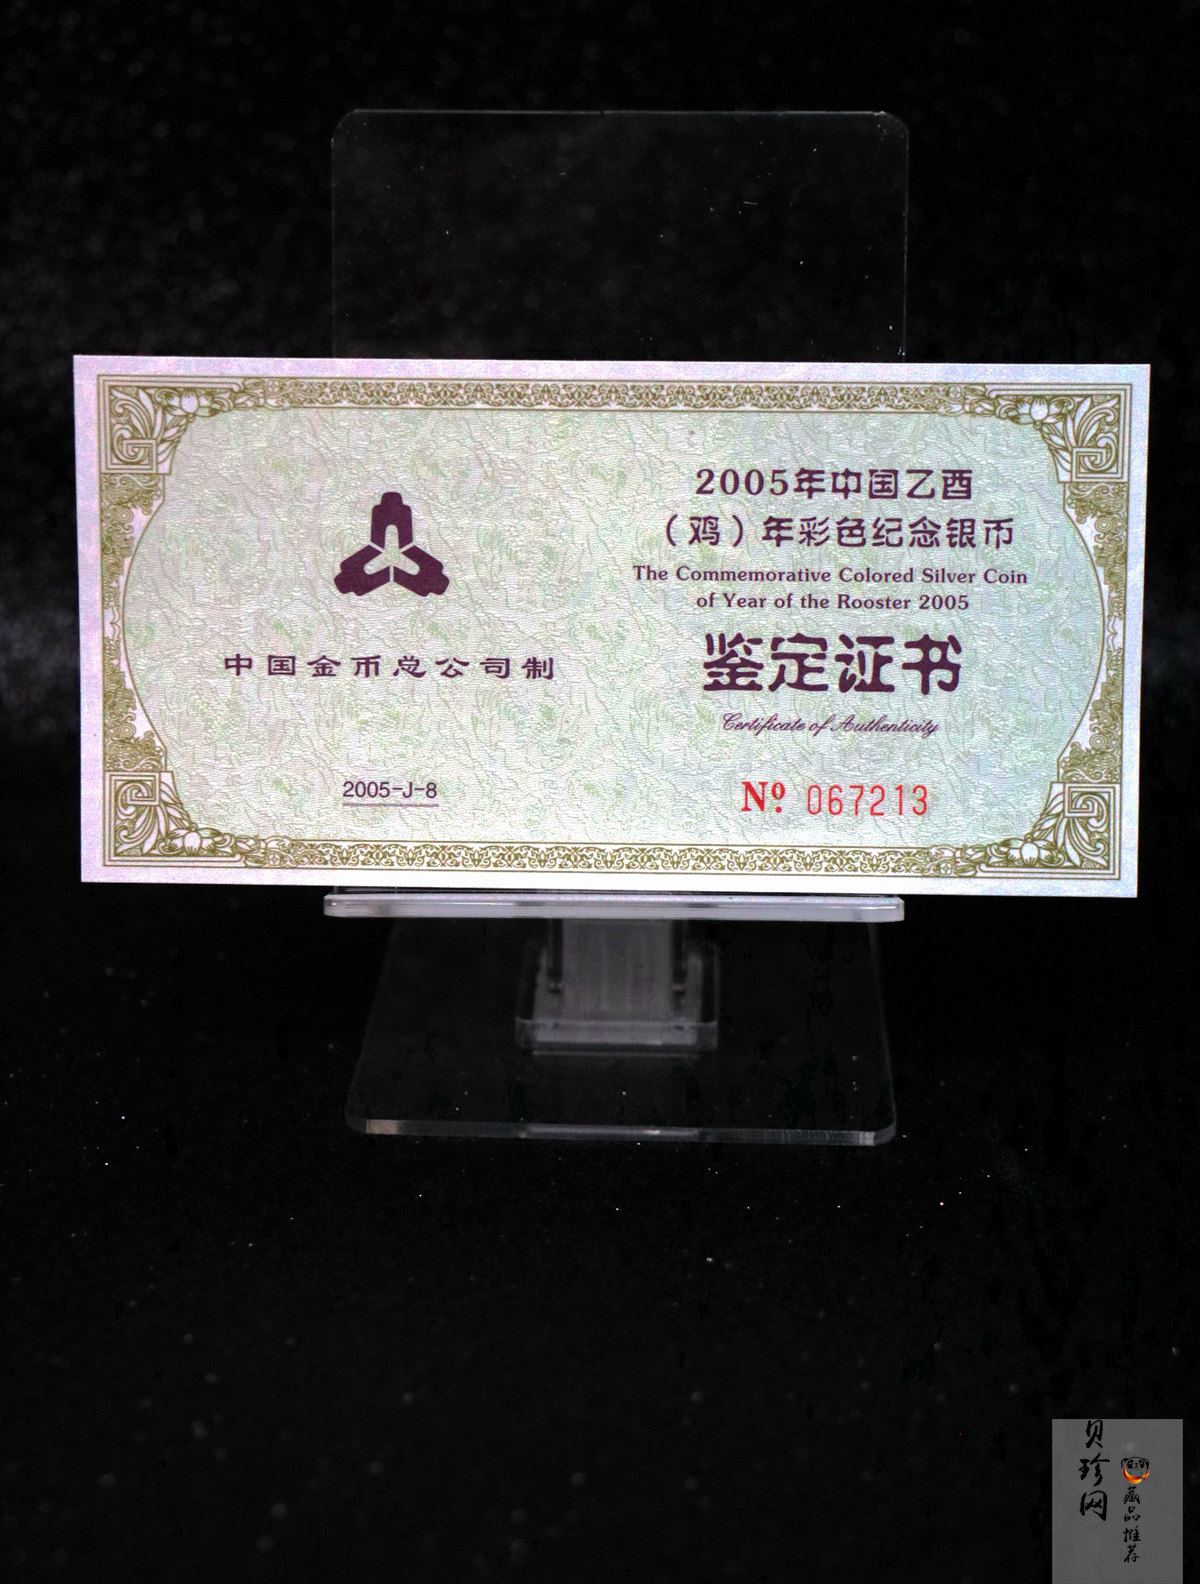 中国金币总公司制
2005-J-8
2005年中国乙酉
（鸡）年彩色纪念银币
The Commemorative Colored Silver Coin
of Year of the Rooster 2005
鉴定证书
Certificate of Authenticity
Nº 067213
贝珍网
藏品推荐